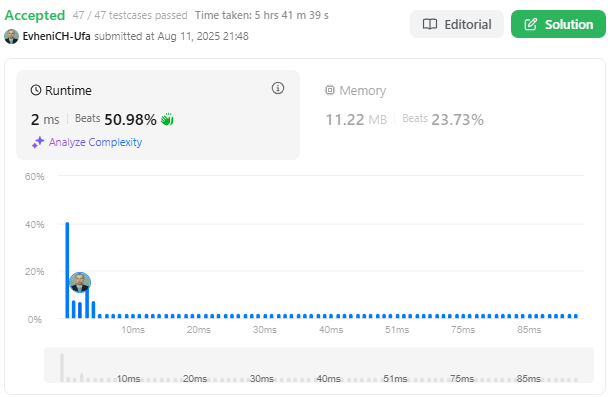 Accepted 47 / 47 testcases passed Time taken: 5 hrs 41 m 39 s
EvheniCH-Ufa submitted at Aug 11, 2025 21:48
Editorial
Solution
Runtime
2 ms Beats 50.98%
Analyze Complexity
Memory
11.22 MB Beats 23.73%
60%
40%
20%
0%
10ms 20ms 30ms 40ms 51ms 75ms 85ms
10ms 20ms 30ms 40ms 51ms 75ms 85ms